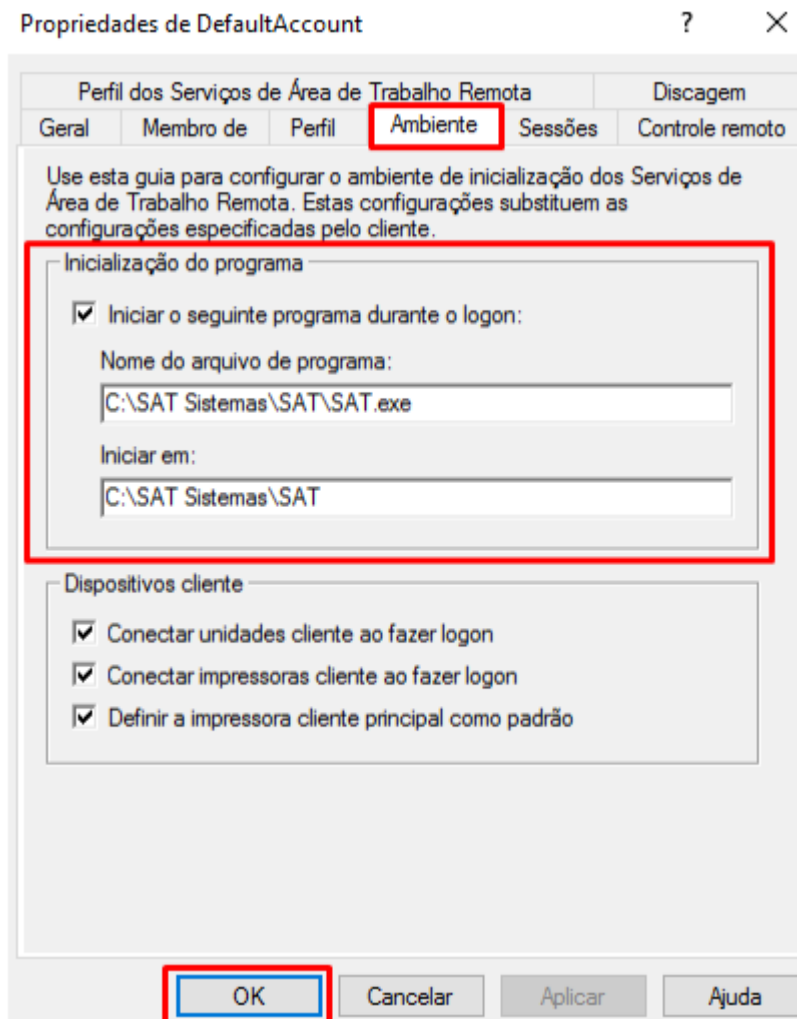 Propriedades de DefaultAccount
?
Perfil dos Serviços de Área de Trabalho Remota
Discagem
Geral
Membro de
Perfil
Ambiente
Sessões
Controle remoto
Use esta guia para configurar o ambiente de inicialização dos Serviços de
Área de Trabalho Remota. Estas configurações substituem as
configurações especificadas pelo cliente.
Inicialização do programa
Iniciar o seguinte programa durante o logon:
Nome do arquivo de programa:
C:\SAT Sistemas\SAT\SAT.exe
Iniciar em:
C:\SAT Sistemas\SAT
Dispositivos cliente
Conectar unidades cliente ao fazer logon
Conectar impressoras cliente ao fazer logon
Definir a impressora cliente principal como padrão
OK
Cancelar
Aplicar
Ajuda